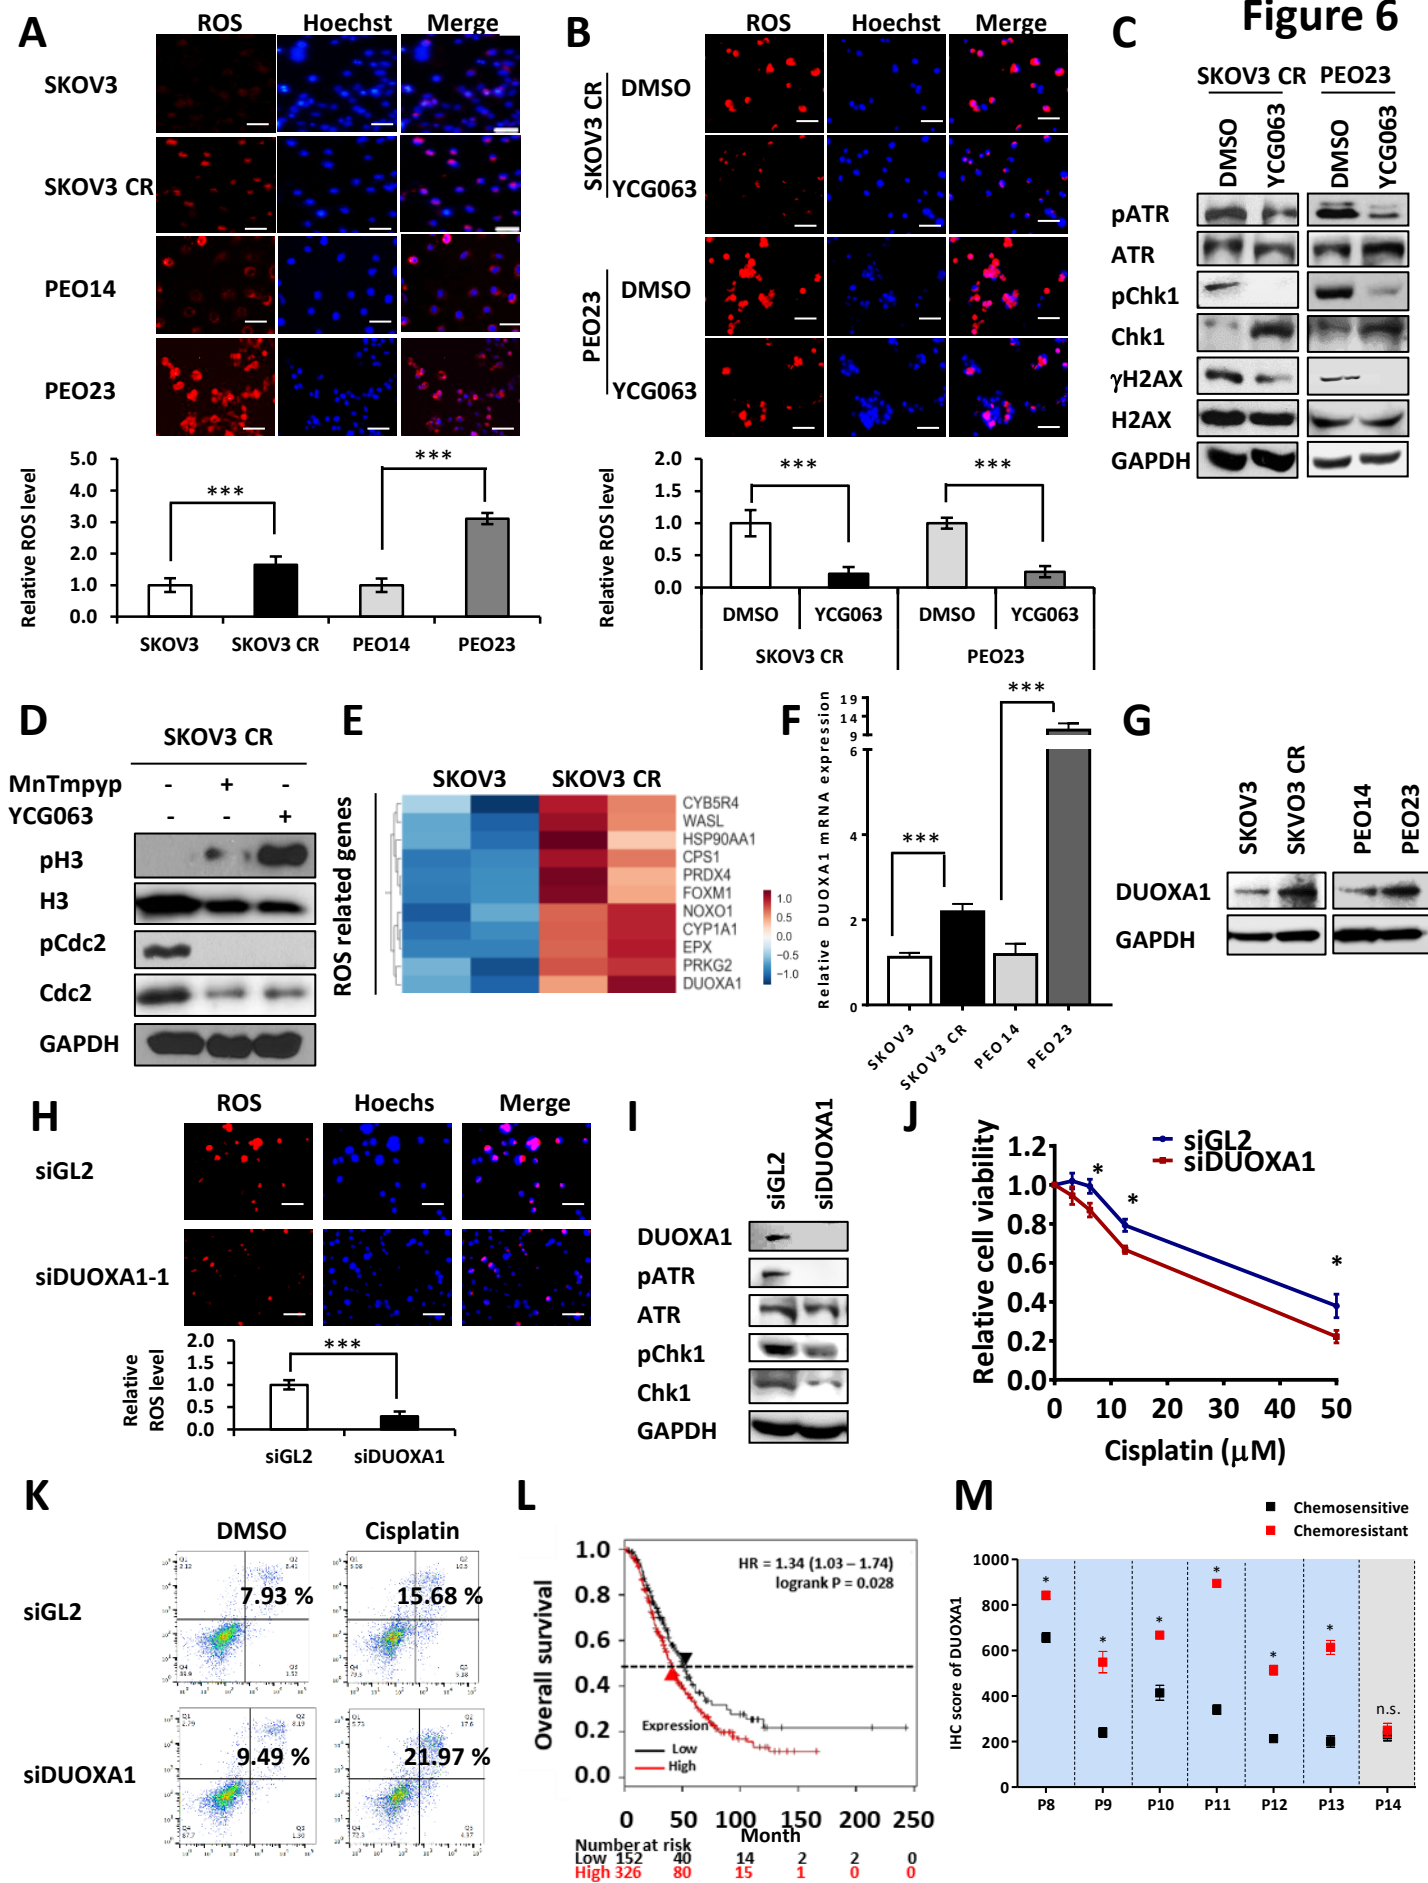 Figure 6
A
ROS Hoechst Merge
SKOV3
SKOV3 CR
PEO14
PEO23
Relative ROS level
5.0
4.0
3.0
2.0
1.0
0.0
*** ***
SKOV3 SKOV3 CR PEO14 PEO23
B
ROS Hoechst Merge
SKOV3 CR
DMSO
YCG063
PEO23
DMSO
YCG063
Relative ROS level
2.0
1.5
1.0
0.5
0.0
*** ***
DMSO YCG063 DMSO YCG063
SKOV3 CR PEO23
C
SKOV3 CR PEO23
DMSO YCG063 DMSO YCG063
pATR
ATR
pChk1
Chk1
γH2AX
H2AX
GAPDH
D
SKOV3 CR
MnTmpyp - + -
YCG063 - - +
pH3
H3
pCdc2
Cdc2
GAPDH
E
SKOV3 SKOV3 CR
ROS related genes
CYB5R4
WASL
HSP90AA1
CPS1
PRDX4
FOXM1
NOXO1
CYP1A1
EPX
PRKG2
DUOXA1
1.0
0.5
0.0
−0.5
−1.0
F
Relative DUOXA1 mRNA expression
19
14
9
6
4
2
0
*** ***
SKOV3 SKOV3 CR PEO14 PEO23
G
SKOV3 SKVO3 CR PEO14 PEO23
DUOXA1
GAPDH
H
ROS Hoechs Merge
siGL2
siDUOXA1-1
Relative
ROS level
2.0
1.5
1.0
0.5
0.0
***
siGL2 siDUOXA1
I
siGL2 siDUOXA1
DUOXA1
pATR
ATR
pChk1
Chk1
GAPDH
J
siGL2
siDUOXA1
Relative cell viability
1.2
1.0
0.8
0.6
0.4
0.2
0.0
* * *
0 10 20 30 40 50
Cisplatin (μM)
K
DMSO Cisplatin
siGL2
7.93 % 15.68 %
siDUOXA1
9.49 % 21.97 %
L
Overall survival
1.0
0.8
0.6
0.4
0.2
0.0
HR = 1.34 (1.03 – 1.74)
logrank P = 0.028
Expression
Low
High
0 50 100 150 200 250
Month
Number at risk
Low 152 40 14 2 2 0
High 326 80 15 1 0 0
M
Chemosensitive
Chemoresistant
IHC score of DUOXA1
1000
800
600
400
200
0
* * * * * * n.s.
P8 P9 P10 P11 P12 P13 P14